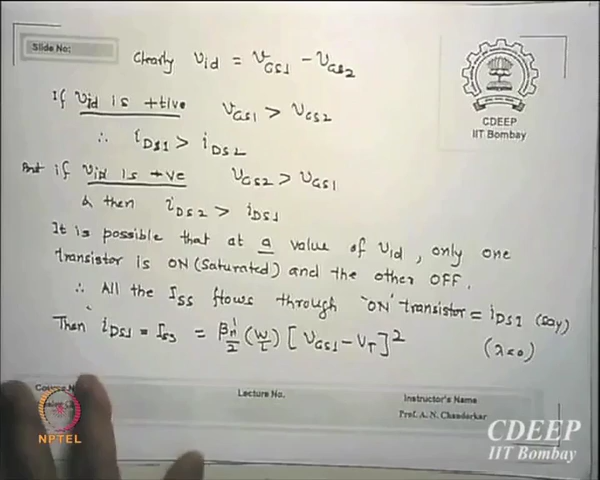 Slide No:
Clearly Vid = VGS1 - VGS2
If Vid is +tive VGS1 > VGS2
∴ iDS1 > iDS2
But if Vid is +ve VGS2 > VGS1
& then iDS2 > iDS1
It is possible that at a value of Vid, only one
transistor is ON (Saturated) and the other OFF.
∴ All the ISS flows through 'ON' transistor = iDS1 (say)
Then iDS1 = ISS = βn'/2 (W/L) [VGS1 - VT]² (λ=0)
CDEEP
IIT Bombay
Lecture No.
Instructor's Name
Prof. A. N. Chandorkar
NPTEL
CDEEP
IIT Bombay